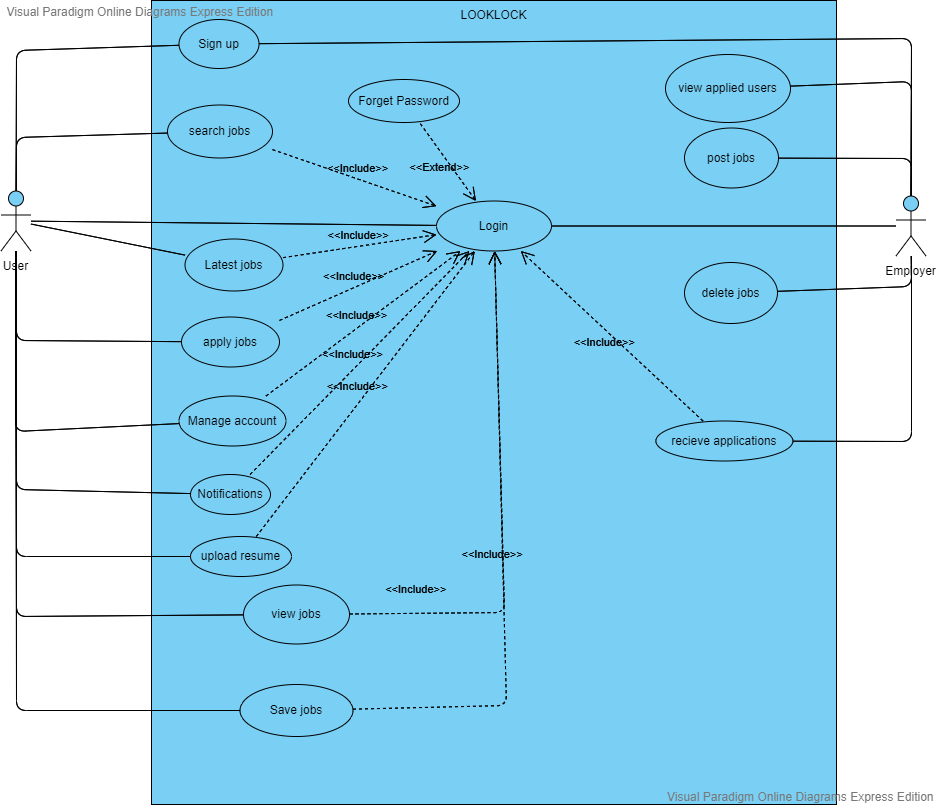 Visual Paradigm Online Diagrams Express Edition
LOOKLOCK
Sign up
view applied users
Forget Password
search jobs
post jobs
<<Include>>
<<Extend>>
Login
<<Include>>
User
Latest jobs
Employer
<<Include>>
delete jobs
<<Include>>
apply jobs
<<Include>>
<<Include>>
<<Include>>
Manage account
recieve applications
Notifications
upload resume
<<Include>>
<<Include>>
view jobs
Save jobs
Visual Paradigm Online Diagrams Express Edition